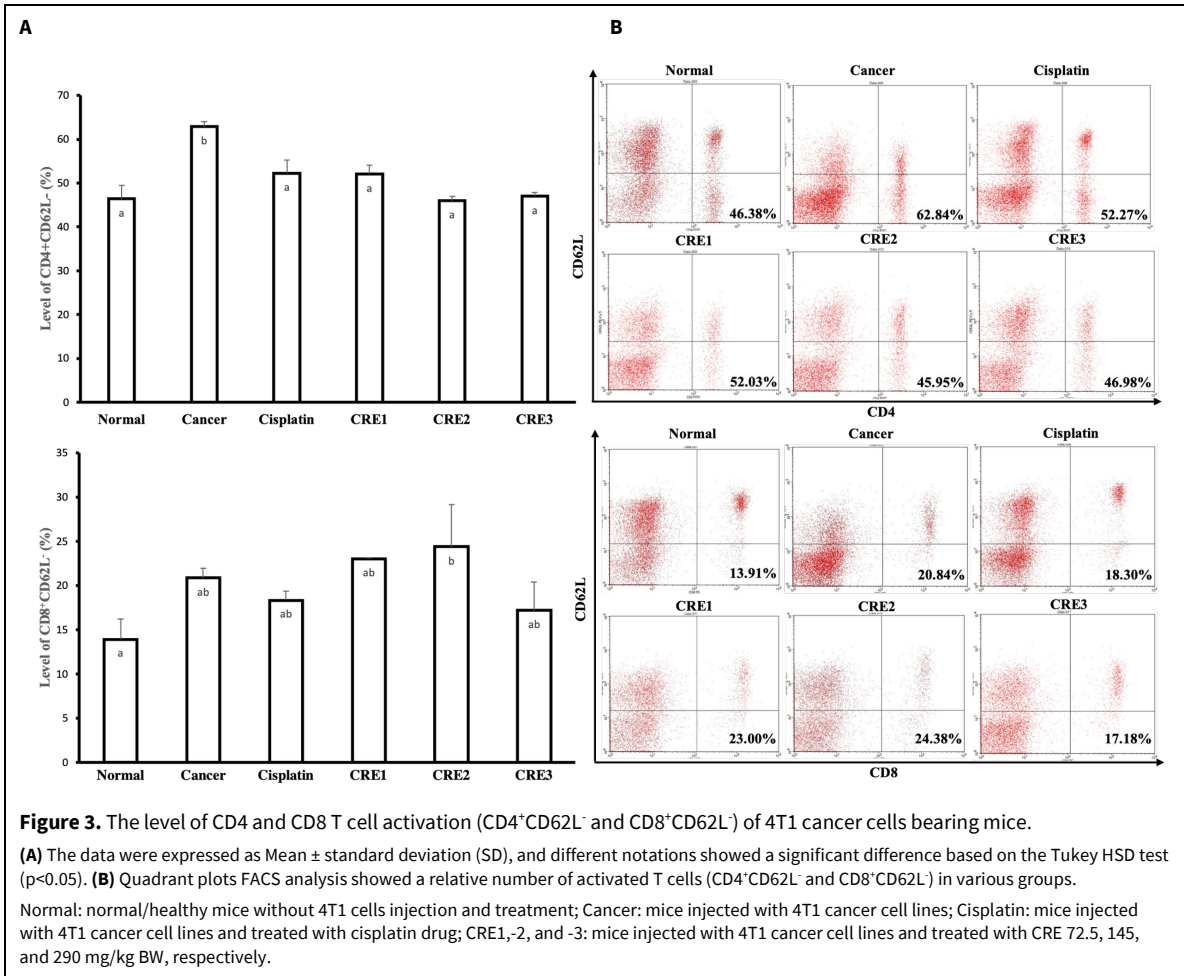 A
B
Level of CD4+CD62L- (%)
70
60
50
40
30
20
10
0
b
a
a
a
a
a
Normal Cancer Cisplatin CRE1 CRE2 CRE3
Level of CD8⁺CD62L⁻ (%)
35
30
25
20
15
10
5
0
a
ab
ab
ab
b
ab
Normal Cancer Cisplatin CRE1 CRE2 CRE3
Normal Cancer Cisplatin
46.38% 62.84% 52.27%
CRE1 CRE2 CRE3
CD62L
52.03% 45.95% 46.98%
CD4
Normal Cancer Cisplatin
13.91% 20.84% 18.30%
CRE1 CRE2 CRE3
CD62L
23.00% 24.38% 17.18%
CD8
Figure 3. The level of CD4 and CD8 T cell activation (CD4⁺CD62L⁻ and CD8⁺CD62L⁻) of 4T1 cancer cells bearing mice.
(A) The data were expressed as Mean ± standard deviation (SD), and different notations showed a significant difference based on the Tukey HSD test
(p<0.05). (B) Quadrant plots FACS analysis showed a relative number of activated T cells (CD4⁺CD62L⁻ and CD8⁺CD62L⁻) in various groups.
Normal: normal/healthy mice without 4T1 cells injection and treatment; Cancer: mice injected with 4T1 cancer cell lines; Cisplatin: mice injected
with 4T1 cancer cell lines and treated with cisplatin drug; CRE1,-2, and -3: mice injected with 4T1 cancer cell lines and treated with CRE 72.5, 145,
and 290 mg/kg BW, respectively.